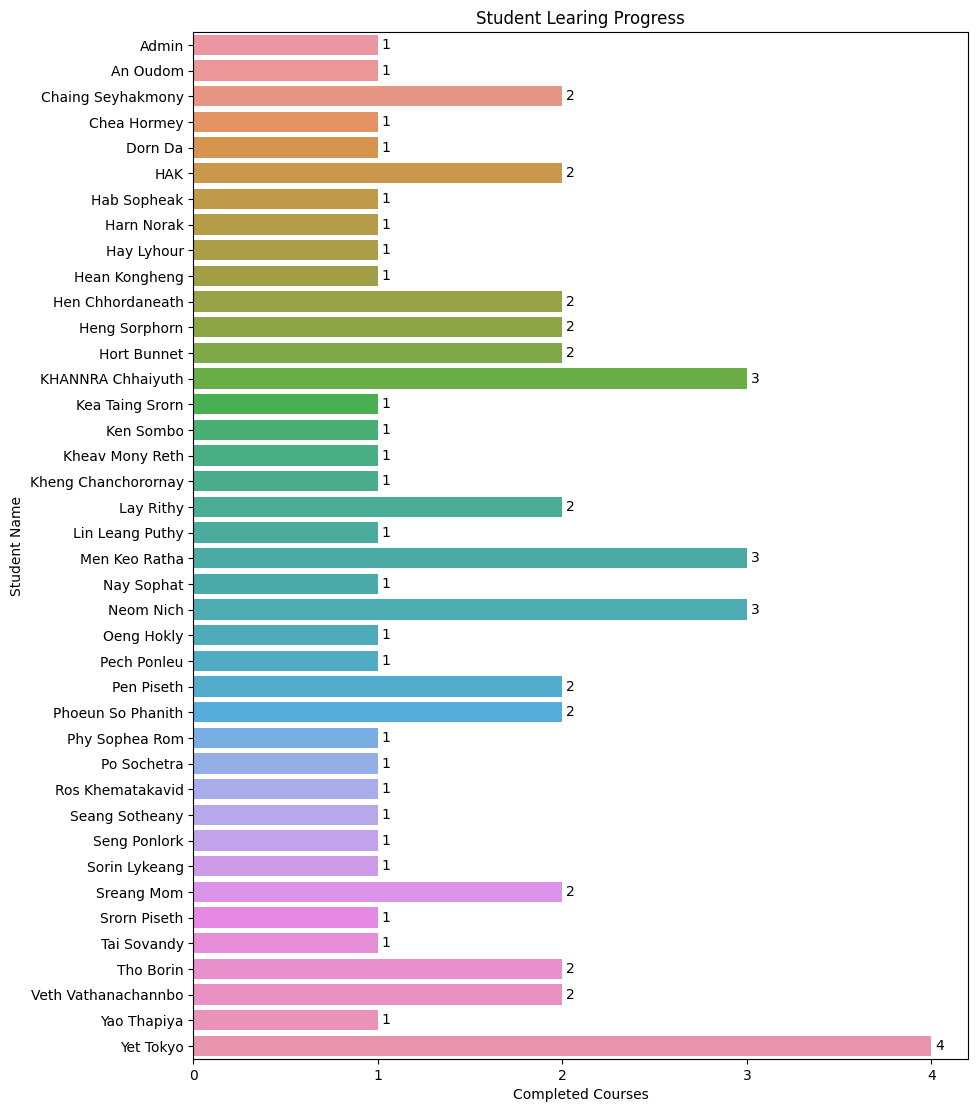 Student Learing Progress
Admin 1
An Oudom 1
Chaing Seyhakmony 2
Chea Hormey 1
Dorn Da 1
HAK 2
Hab Sopheak 1
Harn Norak 1
Hay Lyhour 1
Hean Kongheng 1
Hen Chhordaneath 2
Heng Sorphorn 2
Hort Bunnet 2
KHANNRA Chhaiyuth 3
Kea Taing Srorn 1
Ken Sombo 1
Kheav Mony Reth 1
Kheng Chanchorornay 1
Lay Rithy 2
Lin Leang Puthy 1
Men Keo Ratha 3
Nay Sophat 1
Neom Nich 3
Oeng Hokly 1
Pech Ponleu 1
Pen Piseth 2
Phoeun So Phanith 2
Phy Sophea Rom 1
Po Sochetra 1
Ros Khematakavid 1
Seang Sotheany 1
Seng Ponlork 1
Sorin Lykeang 1
Sreang Mom 2
Srorn Piseth 1
Tai Sovandy 1
Tho Borin 2
Veth Vathanachannbo 2
Yao Thapiya 1
Yet Tokyo 4
Student Name
0 1 2 3 4
Completed Courses